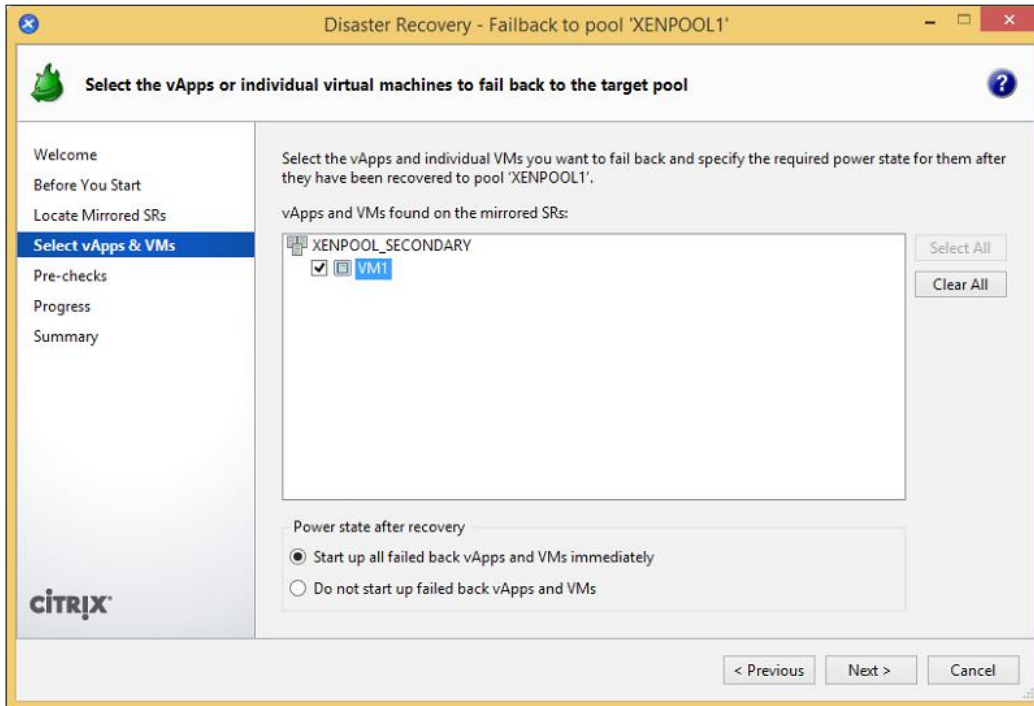 Disaster Recovery - Failback to pool 'XENPOOL1'
Select the vApps or individual virtual machines to fail back to the target pool
?
Welcome
Before You Start
Locate Mirrored SRs
Select vApps & VMs
Pre-checks
Progress
Summary
CİTRIX
Select the vApps and individual VMs you want to fail back and specify the required power state for them after
they have been recovered to pool 'XENPOOL1'.
vApps and VMs found on the mirrored SRs:
XENPOOL_SECONDARY
VM1
Select All
Clear All
Power state after recovery
Start up all failed back vApps and VMs immediately
Do not start up failed back vApps and VMs
< Previous
Next >
Cancel